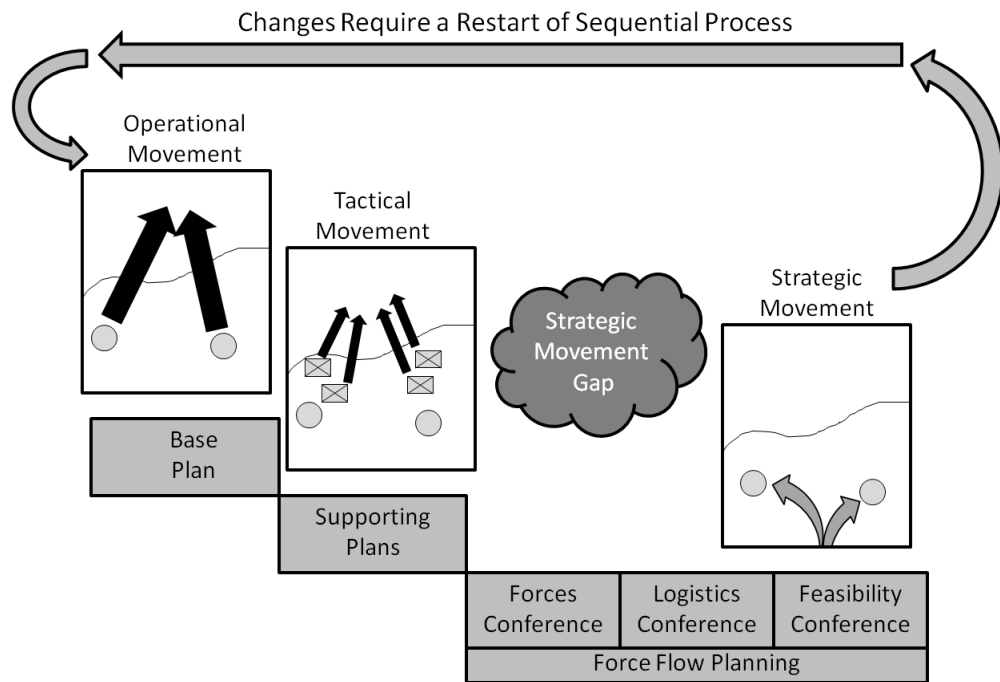 Changes Require a Restart of Sequential Process
Operational
Movement
Tactical
Movement
Strategic
Movement
Gap
Strategic
Movement
Base
Plan
Supporting
Plans
Forces
Conference
Logistics
Conference
Feasibility
Conference
Force Flow Planning